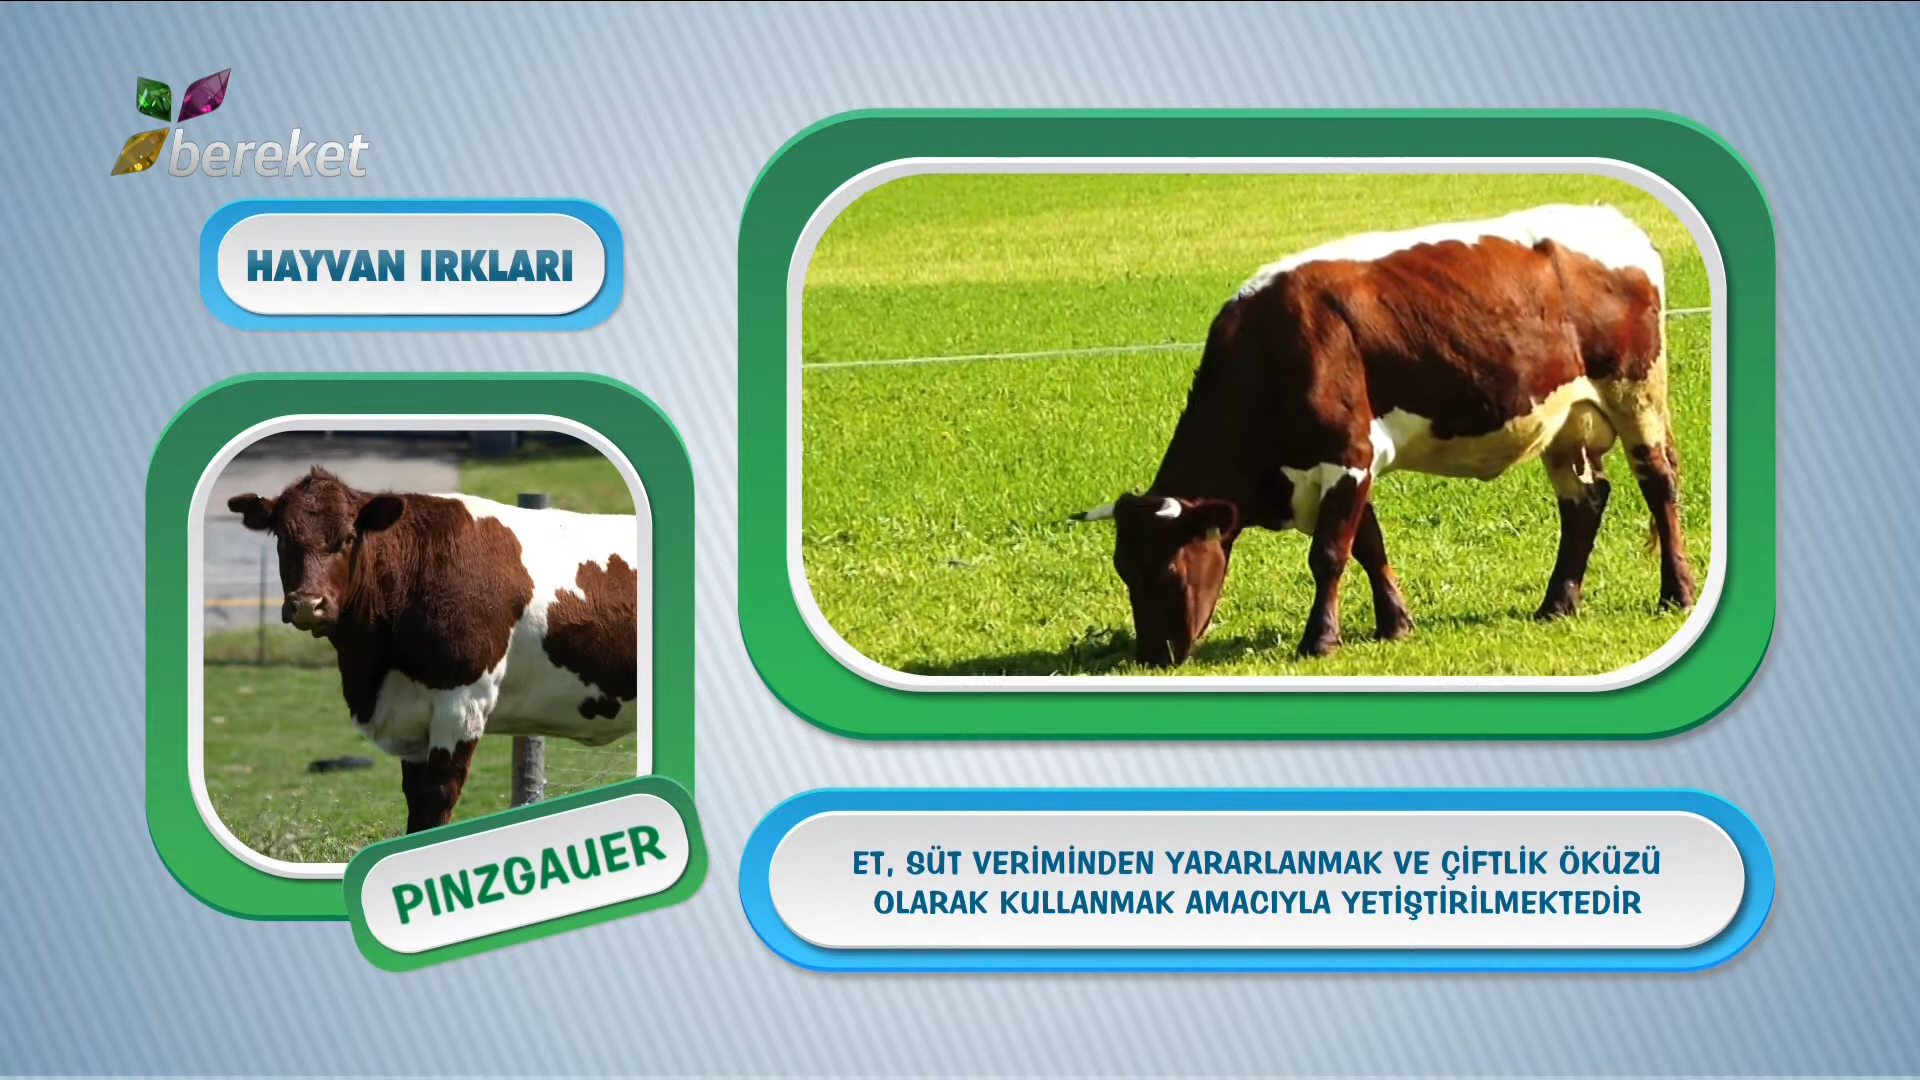 bereket
HAYVAN IRKLARI
PINZGAUER
ET, SÜT VERİMİNDEN YARARLANMAK VE ÇİFTLİK ÖKÜZÜ
OLARAK KULLANMAK AMACIYLA YETİŞTİRİLMEKTEDİR